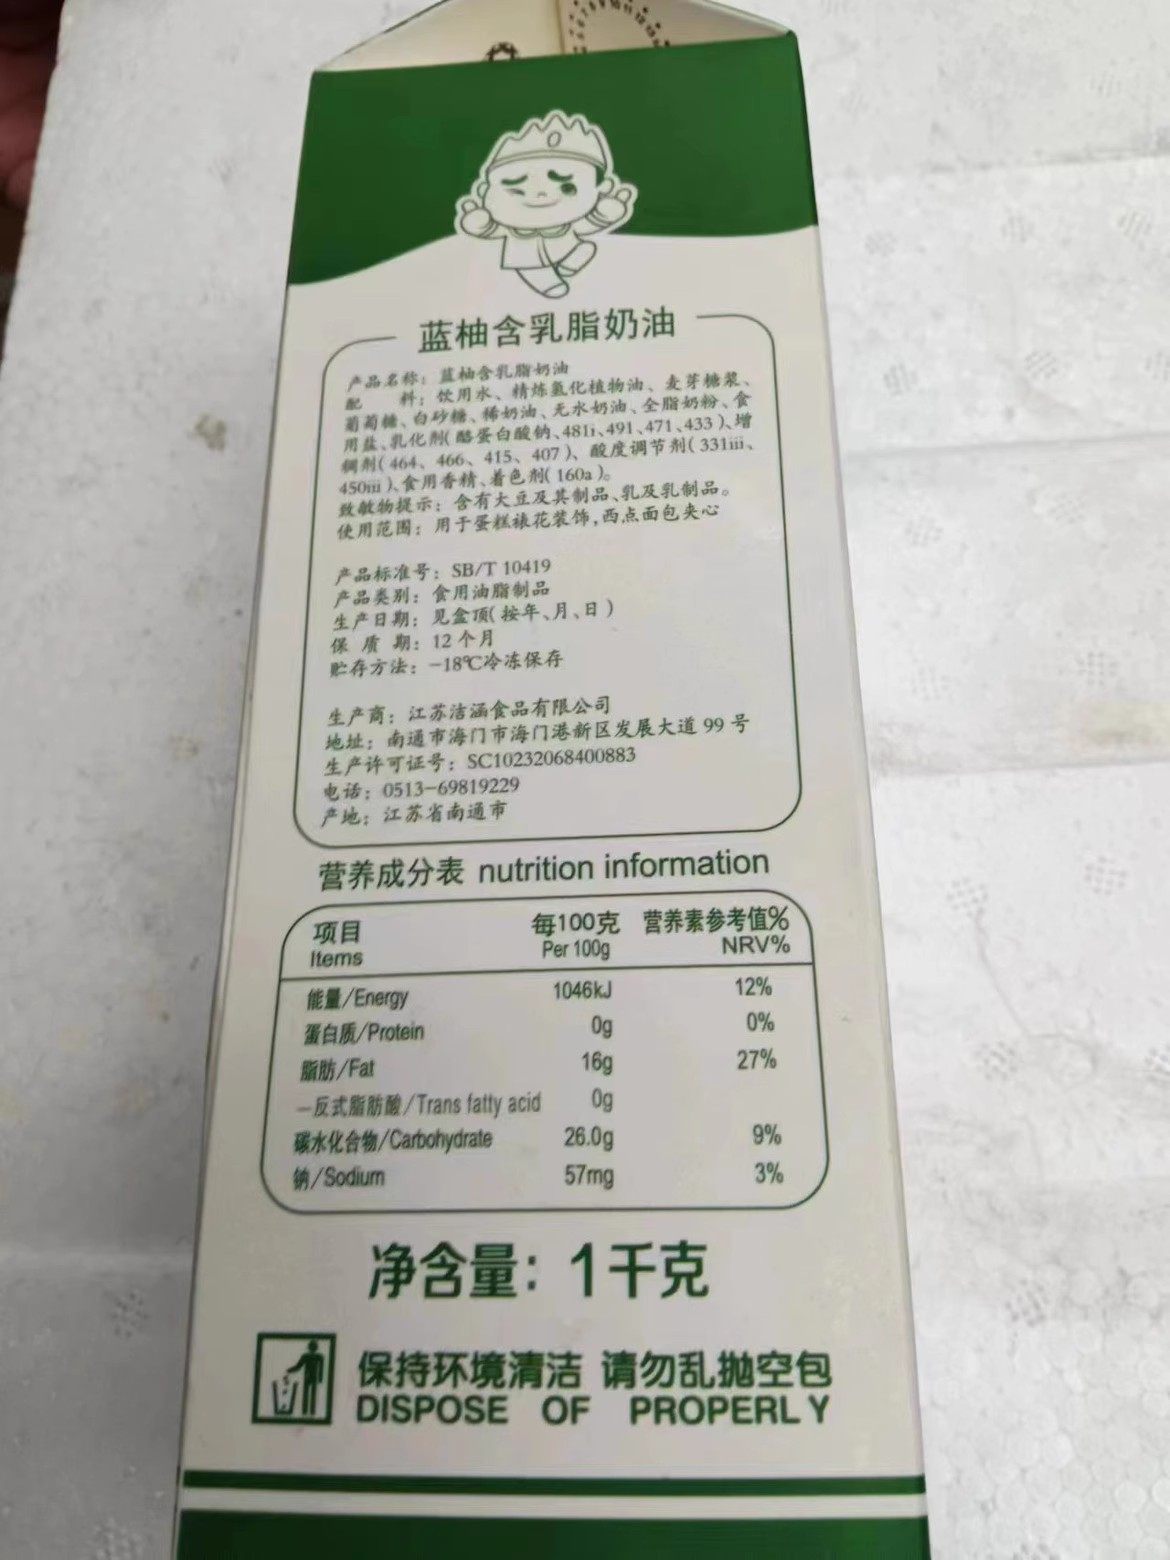 蓝柚含乳脂奶油
产品名称：蓝柚含乳脂奶油
配 料：饮用水、精炼氢化植物油、麦芽糖浆、
葡萄糖、白砂糖、稀奶油、无水奶油、全脂奶粉、食
用盐、乳化剂(酪蛋白酸钠、481i、491、471、433)、增
稠剂(464、466、415、407)、酸度调节剂(331iii、
450iii)、食用香精、着色剂(160a)。
致敏物提示：含有大豆及其制品、乳及乳制品。
使用范围：用于蛋糕裱花装饰，西点面包夹心
产品标准号：SB/T 10419
产品类别：食用油脂制品
生产日期：见盒顶(按年、月、日)
保 质 期：12个月
贮存方法：-18℃冷冻保存
生产商：江苏洁涵食品有限公司
地址：南通市海门市海门港新区发展大道 99 号
生产许可证号：SC10232068400883
电话：0513-69819229
产地：江苏省南通市
营养成分表 nutrition information
项目 每100克 营养素参考值%
Items Per 100g NRV%
能量/Energy 1046kJ 12%
蛋白质/Protein 0g 0%
脂肪/Fat 16g 27%
—反式脂肪酸/Trans fatty acid 0g
碳水化合物/Carbohydrate 26.0g 9%
钠/Sodium 57mg 3%
净含量：1千克
保持环境清洁 请勿乱抛空包
DISPOSE OF PROPERLY